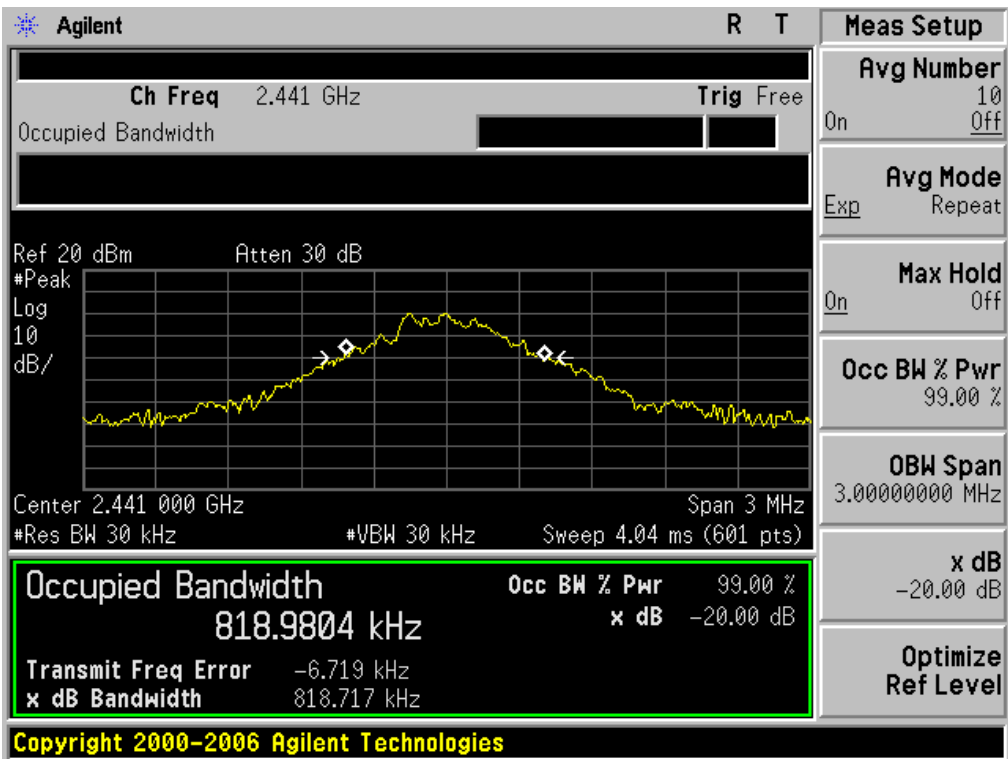 Agilent R T
Ch Freq 2.441 GHz Trig Free
Occupied Bandwidth
Ref 20 dBm Atten 30 dB
#Peak
Log
10
dB/
Center 2.441 000 GHz Span 3 MHz
#Res BW 30 kHz #VBW 30 kHz Sweep 4.04 ms (601 pts)
Occupied Bandwidth Occ BW % Pwr 99.00 %
818.9804 kHz x dB -20.00 dB
Transmit Freq Error -6.719 kHz
x dB Bandwidth 818.717 kHz
Copyright 2000-2006 Agilent Technologies
Meas Setup
Avg Number
10
On Off
Avg Mode
Exp Repeat
Max Hold
On Off
Occ BW % Pwr
99.00 %
OBW Span
3.00000000 MHz
x dB
-20.00 dB
Optimize
Ref Level